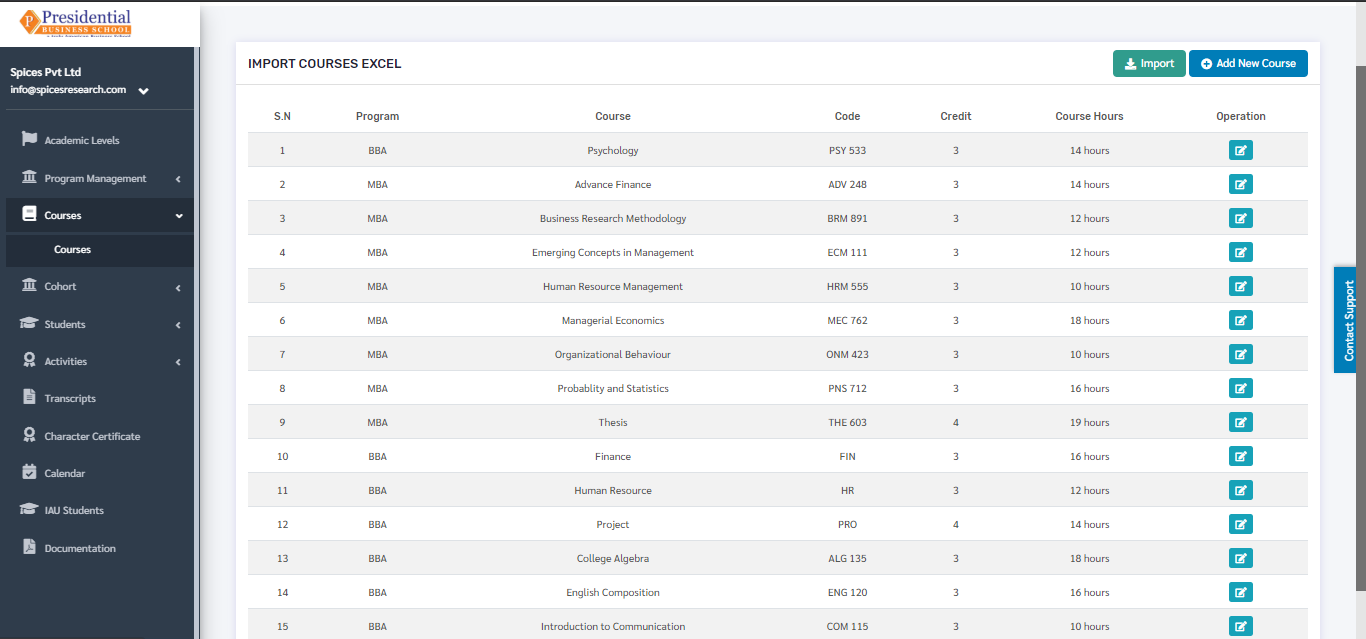 Presidential
BUSINESS SCHOOL
Spices Pvt Ltd
info@spicesresearch.com
Academic Levels
Program Management
Courses
Courses
Cohort
Students
Activities
Transcripts
Character Certificate
Calendar
IAU Students
Documentation
IMPORT COURSES EXCEL
Import
Add New Course
S.N Program Course Code Credit Course Hours Operation
1 BBA Psychology PSY 533 3 14 hours
2 MBA Advance Finance ADV 248 3 14 hours
3 MBA Business Research Methodology BRM 891 3 12 hours
4 MBA Emerging Concepts in Management ECM 111 3 12 hours
5 MBA Human Resource Management HRM 555 3 10 hours
6 MBA Managerial Economics MEC 762 3 18 hours
7 MBA Organizational Behaviour ONM 423 3 10 hours
8 MBA Probablity and Statistics PNS 712 3 16 hours
9 MBA Thesis THE 603 4 19 hours
10 BBA Finance FIN 3 16 hours
11 BBA Human Resource HR 3 12 hours
12 BBA Project PRO 4 14 hours
13 BBA College Algebra ALG 135 3 18 hours
14 BBA English Composition ENG 120 3 16 hours
15 BBA Introduction to Communication COM 115 3 10 hours
Contact Support